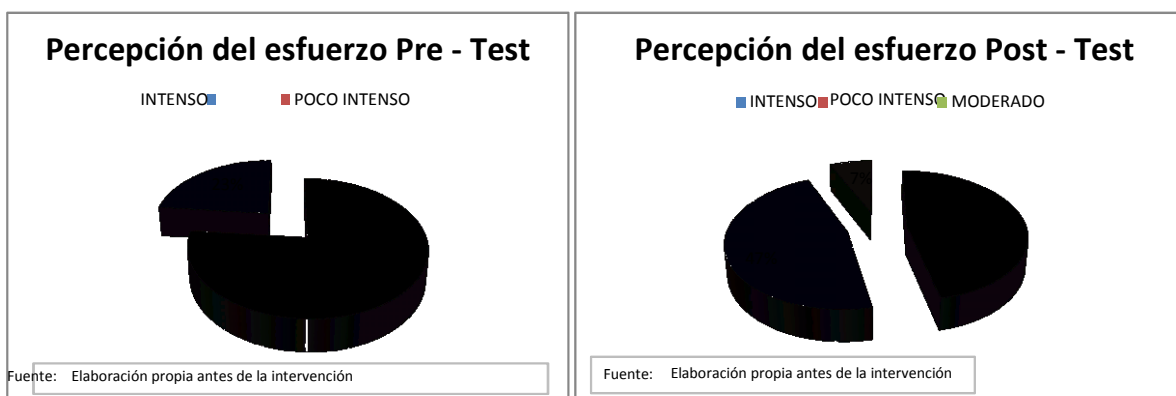 Percepción del esfuerzo Pre - Test
INTENSO POCO INTENSO
Fuente: Elaboración propia antes de la intervención
Percepción del esfuerzo Post - Test
INTENSO POCO INTENSO MODERADO
7%
Fuente: Elaboración propia antes de la intervención